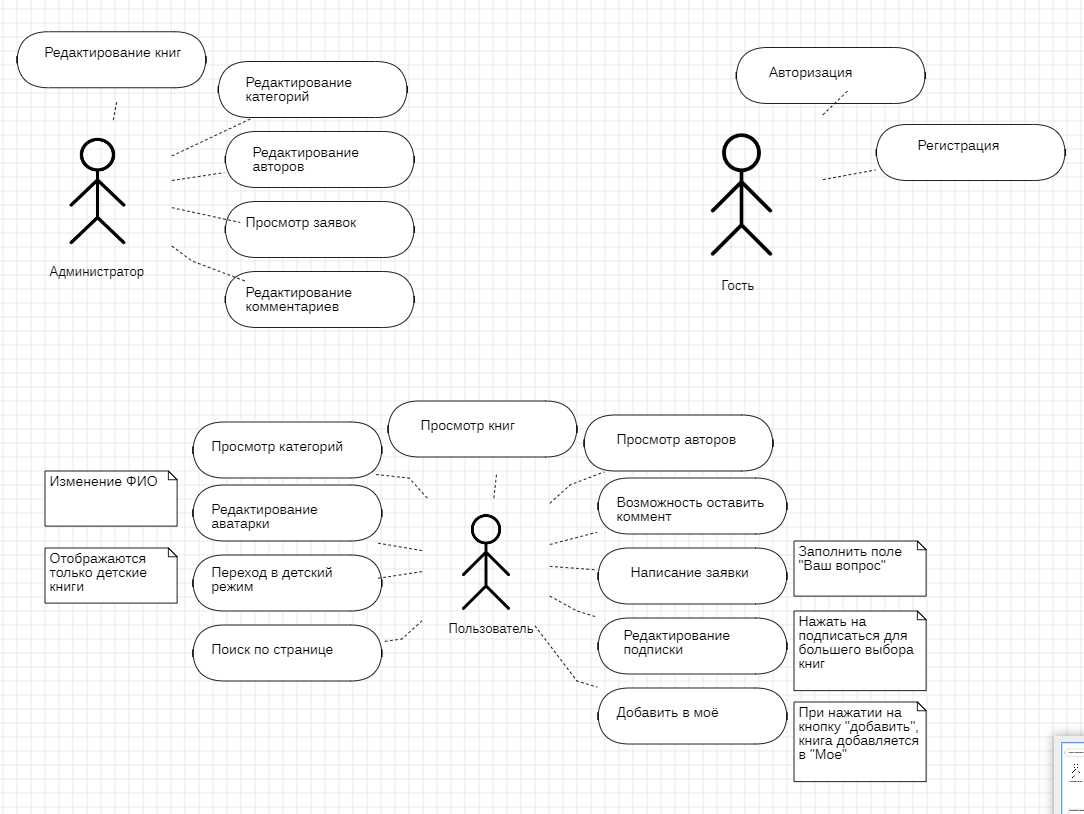 Редактирование книг
Редактирование
категорий
Редактирование
авторов
Просмотр заявок
Редактирование
комментариев
Администратор
Авторизация
Регистрация
Гость
Просмотр категорий
Просмотр книг
Просмотр авторов
Изменение ФИО
Редактирование
аватарки
Возможность оставить
коммент
Отображаются
только детские
книги
Переход в детский
режим
Написание заявки
Заполнить поле
"Ваш вопрос"
Пользователь
Поиск по странице
Редактирование
подписки
Нажать на
подписаться для
большего выбора
книг
Добавить в моё
При нажатии на
кнопку "добавить",
книга добавляется
в "Мое"